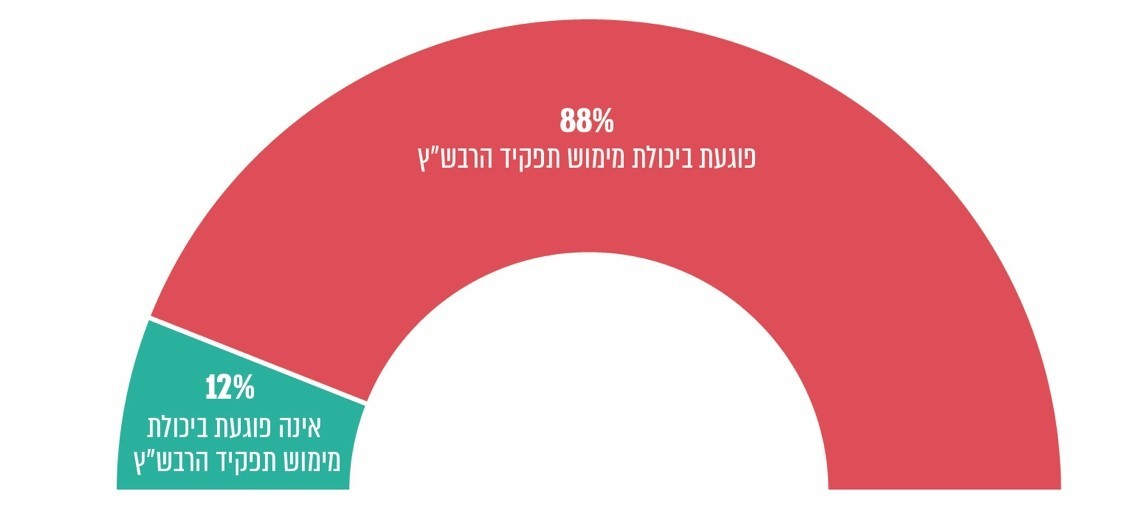 88%
פוגעת ביכולת מימוש תפקיד הרבש"ץ
12%
אינה פוגעת ביכולת
מימוש תפקיד הרבש"ץ